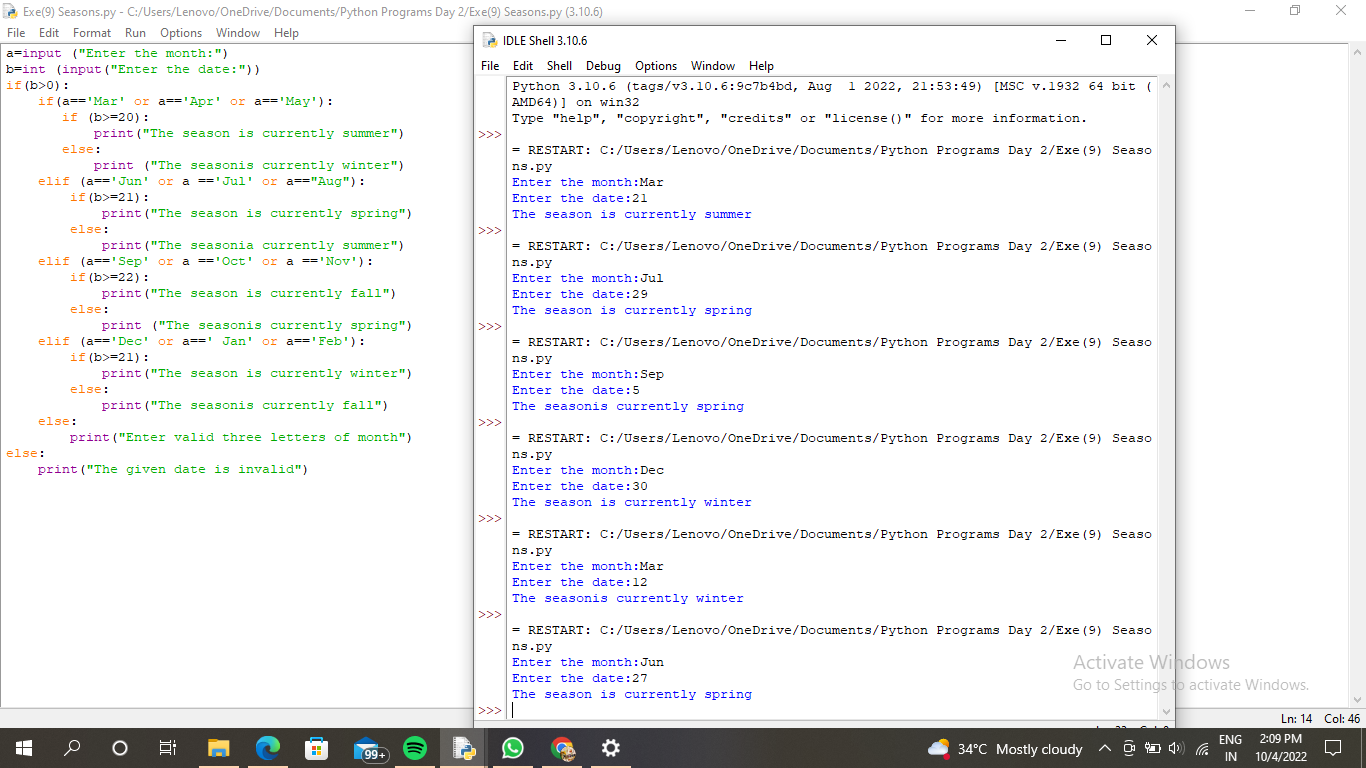 Exe(9) Seasons.py - C:/Users/Lenovo/OneDrive/Documents/Python Programs Day 2/Exe(9) Seasons.py (3.10.6)
File Edit Format Run Options Window Help
a=input ("Enter the month:")
b=int (input("Enter the date:"))
if(b>0):
    if(a=='Mar' or a=='Apr' or a=='May'):
       if (b>=20):
           print("The season is currently summer")
       else:
           print ("The seasonis currently winter")
    elif (a=='Jun' or a =='Jul' or a=="Aug"):
        if(b>=21):
            print("The season is currently spring")
        else:
            print("The seasonia currently summer")
    elif (a=='Sep' or a =='Oct' or a =='Nov'):
        if(b>=22):
            print("The season is currently fall")
        else:
            print ("The seasonis currently spring")
    elif (a=='Dec' or a==' Jan' or a=='Feb'):
        if(b>=21):
            print("The season is currently winter")
        else:
            print("The seasonis currently fall")
    else:
        print("Enter valid three letters of month")
else:
    print("The given date is invalid")
IDLE Shell 3.10.6
File Edit Shell Debug Options Window Help
Python 3.10.6 (tags/v3.10.6:9c7b4bd, Aug  1 2022, 21:53:49) [MSC v.1932 64 bit (
AMD64)] on win32
Type "help", "copyright", "credits" or "license()" for more information.
>>>
= RESTART: C:/Users/Lenovo/OneDrive/Documents/Python Programs Day 2/Exe(9) Seaso
ns.py
Enter the month:Mar
Enter the date:21
The season is currently summer
>>>
= RESTART: C:/Users/Lenovo/OneDrive/Documents/Python Programs Day 2/Exe(9) Seaso
ns.py
Enter the month:Jul
Enter the date:29
The season is currently spring
>>>
= RESTART: C:/Users/Lenovo/OneDrive/Documents/Python Programs Day 2/Exe(9) Seaso
ns.py
Enter the month:Sep
Enter the date:5
The seasonis currently spring
>>>
= RESTART: C:/Users/Lenovo/OneDrive/Documents/Python Programs Day 2/Exe(9) Seaso
ns.py
Enter the month:Dec
Enter the date:30
The season is currently winter
>>>
= RESTART: C:/Users/Lenovo/OneDrive/Documents/Python Programs Day 2/Exe(9) Seaso
ns.py
Enter the month:Mar
Enter the date:12
The seasonis currently winter
>>>
= RESTART: C:/Users/Lenovo/OneDrive/Documents/Python Programs Day 2/Exe(9) Seaso
ns.py
Enter the month:Jun
Enter the date:27
The season is currently spring
>>>
Activate Windows
Go to Settings to activate Windows.
Ln: 14 Col: 46
99+
34°C Mostly cloudy
ENG
IN
2:09 PM
10/4/2022